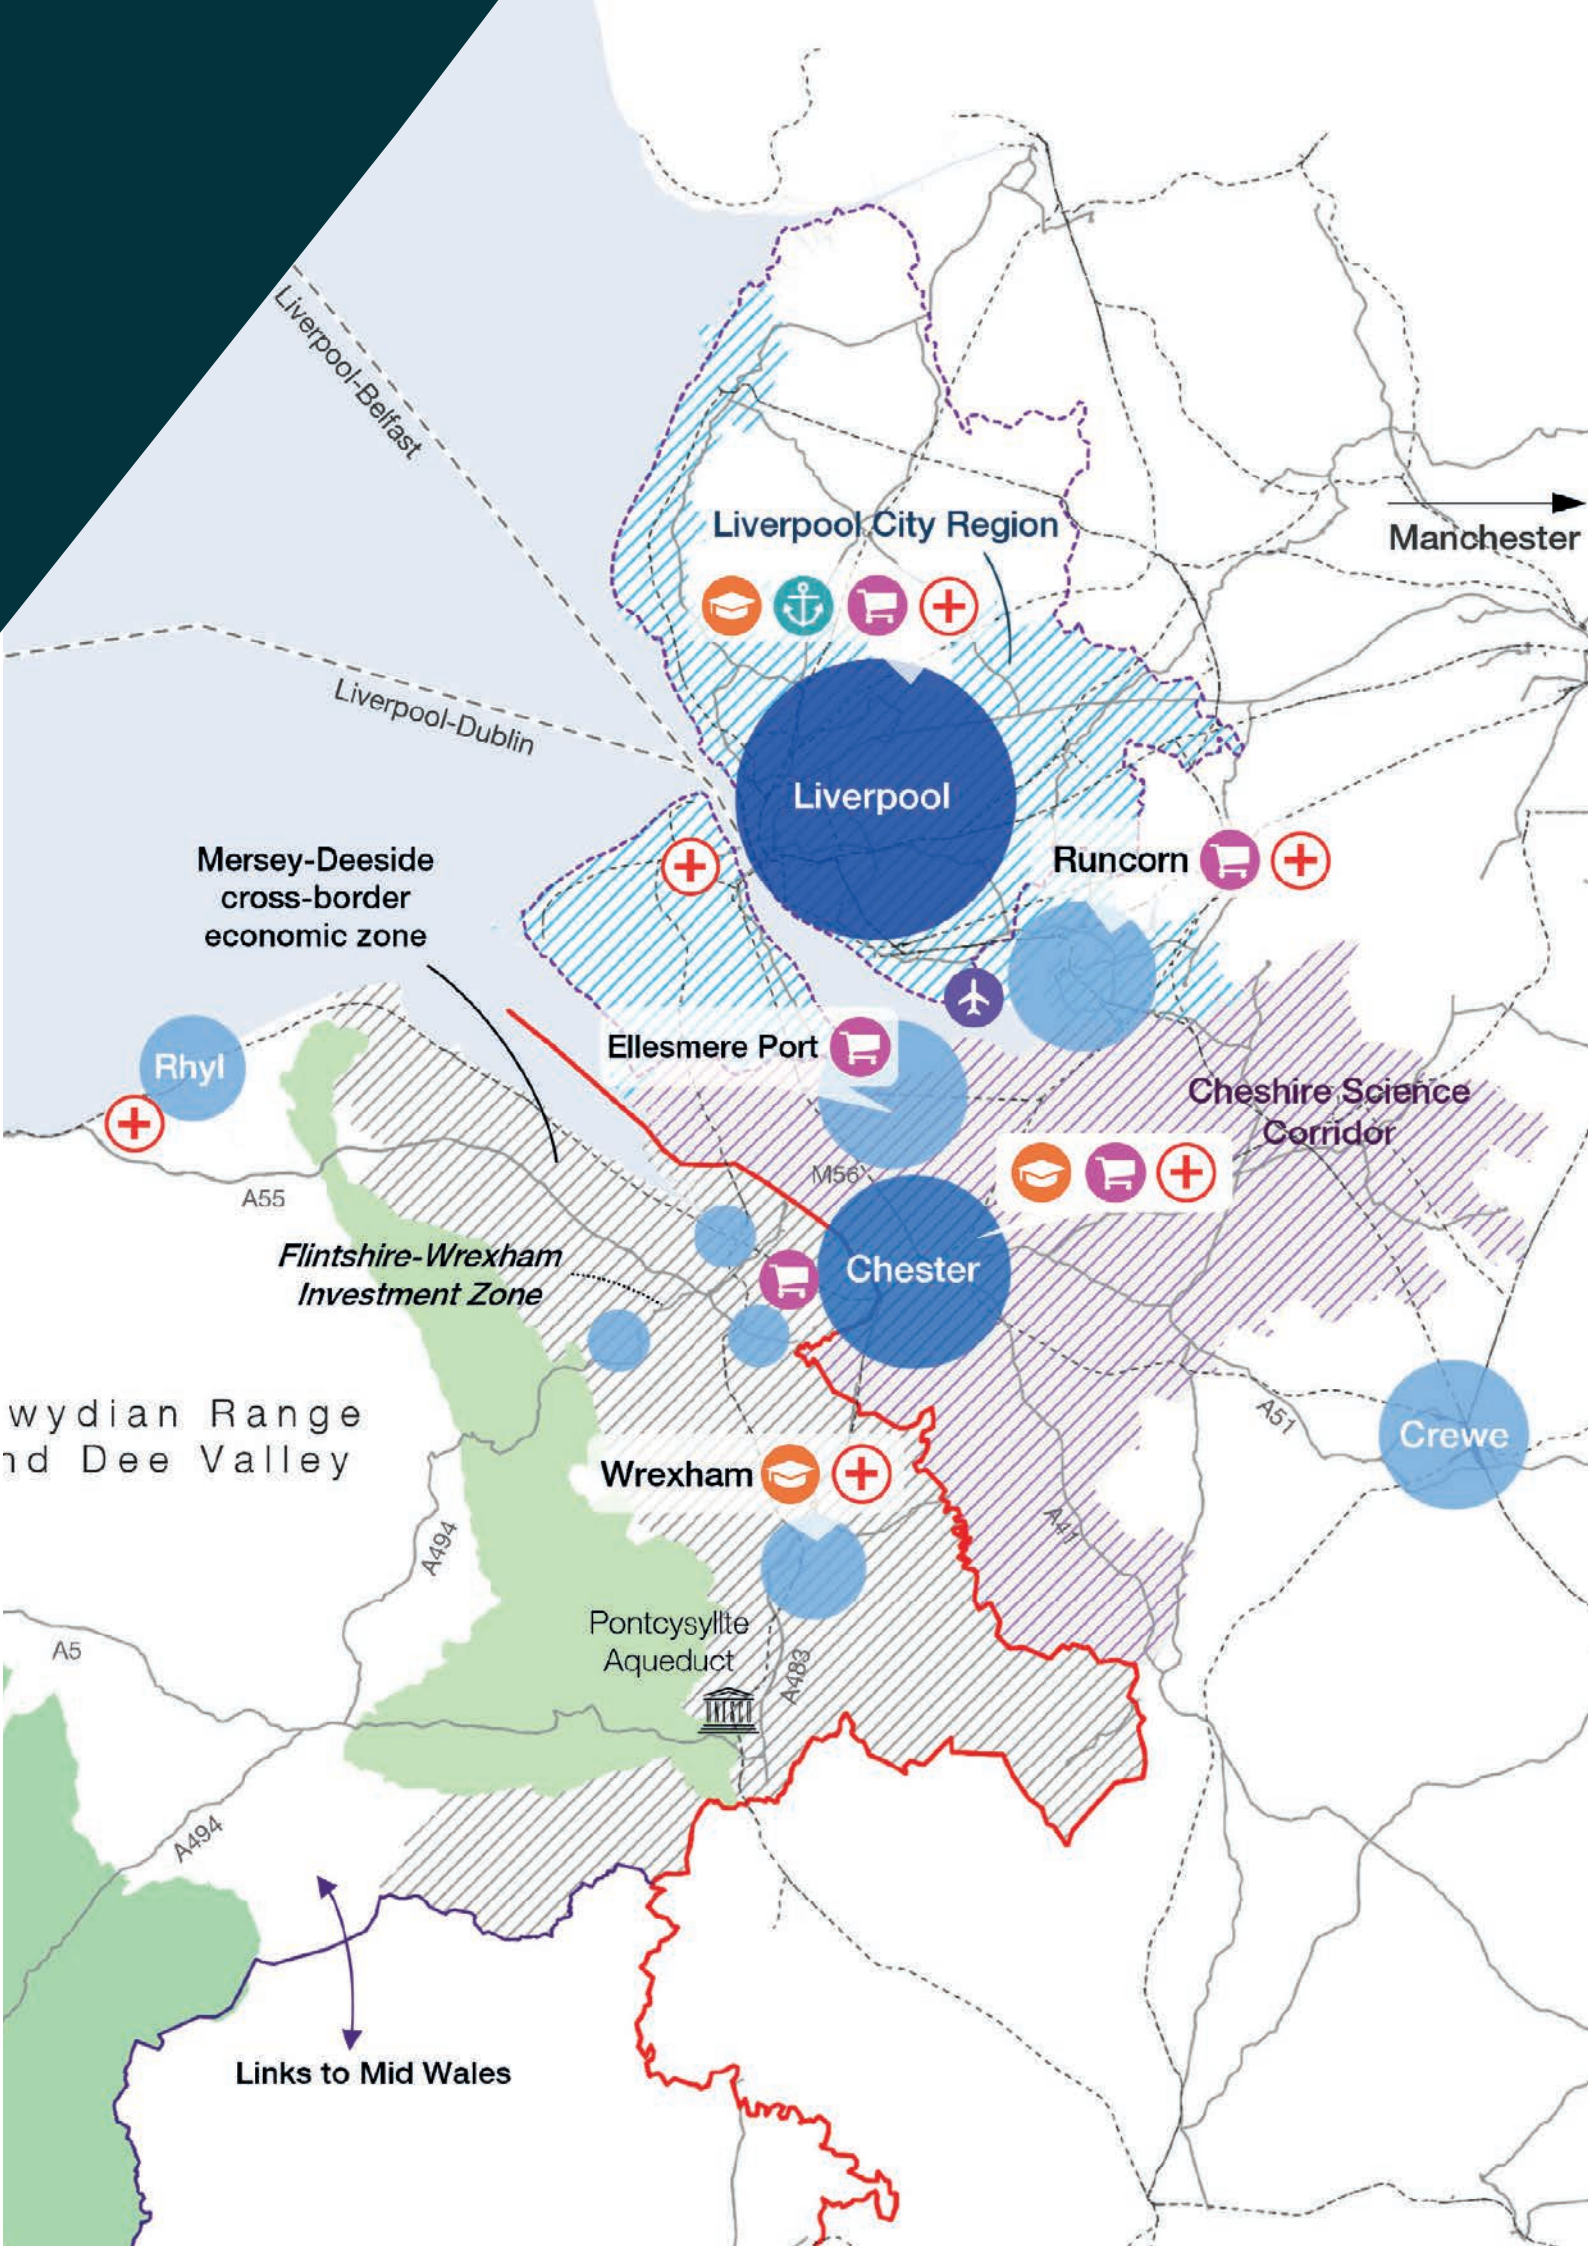 Liverpool-Belfast
Liverpool City Region
Manchester
Liverpool-Dublin
Liverpool
Mersey-Deeside
cross-border
economic zone
Runcorn
Ellesmere Port
Rhyl
Cheshire Science
Corridor
M56
A55
Flintshire-Wrexham
Investment Zone
Chester
wydian Range
nd Dee Valley
A51
Crewe
Wrexham
A41
A494
Pontcysyllte
Aqueduct
A5
A483
UNESCO
A494
Links to Mid Wales